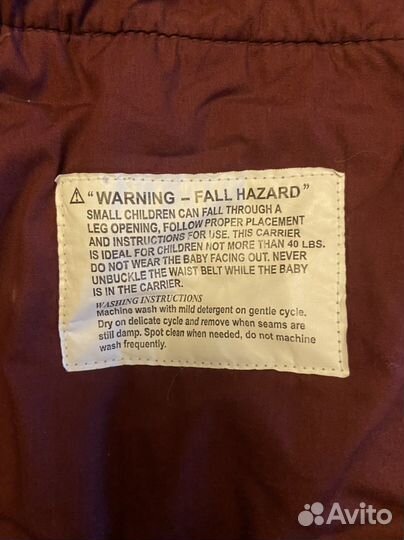 ⚠ "WARNING – FALL HAZARD"
SMALL CHILDREN CAN FALL THROUGH A
LEG OPENING, FOLLOW PROPER PLACEMENT
AND INSTRUCTIONS FOR USE. THIS CARRIER
IS IDEAL FOR CHILDREN NOT MORE THAN 40 LBS.
DO NOT WEAR THE BABY FACING OUT. NEVER
UNBUCKLE THE WAIST BELT WHILE THE BABY
IS IN THE CARRIER.
WASHING INSTRUCTIONS
Machine wash with mild detergent on gentle cycle.
Dry on delicate cycle and remove when seams are
still damp. Spot clean when needed, do not machine
wash frequently.
Avito